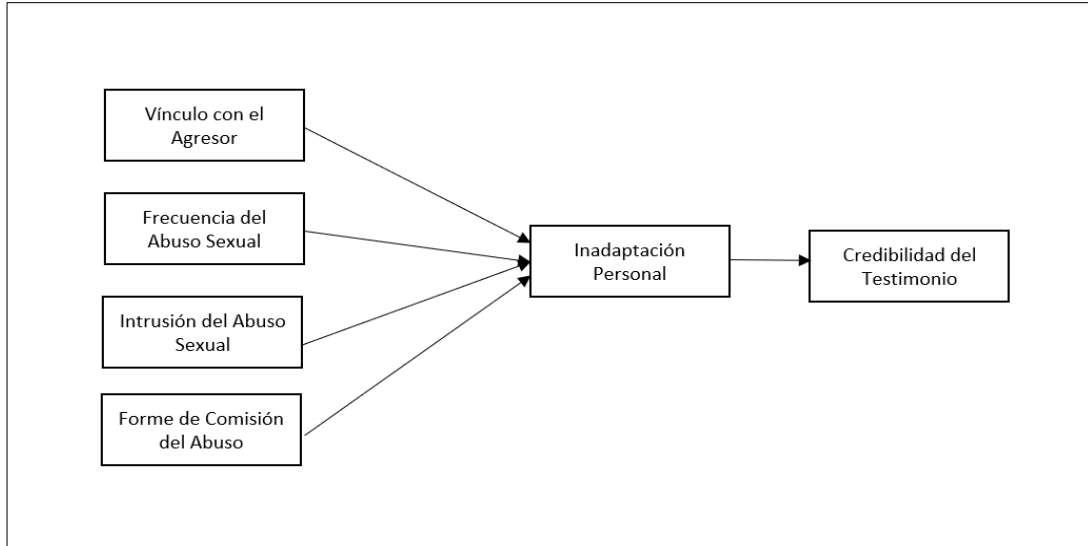 Vínculo con el
Agresor
Frecuencia del
Abuso Sexual
Intrusión del Abuso
Sexual
Forme de Comisión
del Abuso
Inadaptación
Personal
Credibilidad del
Testimonio